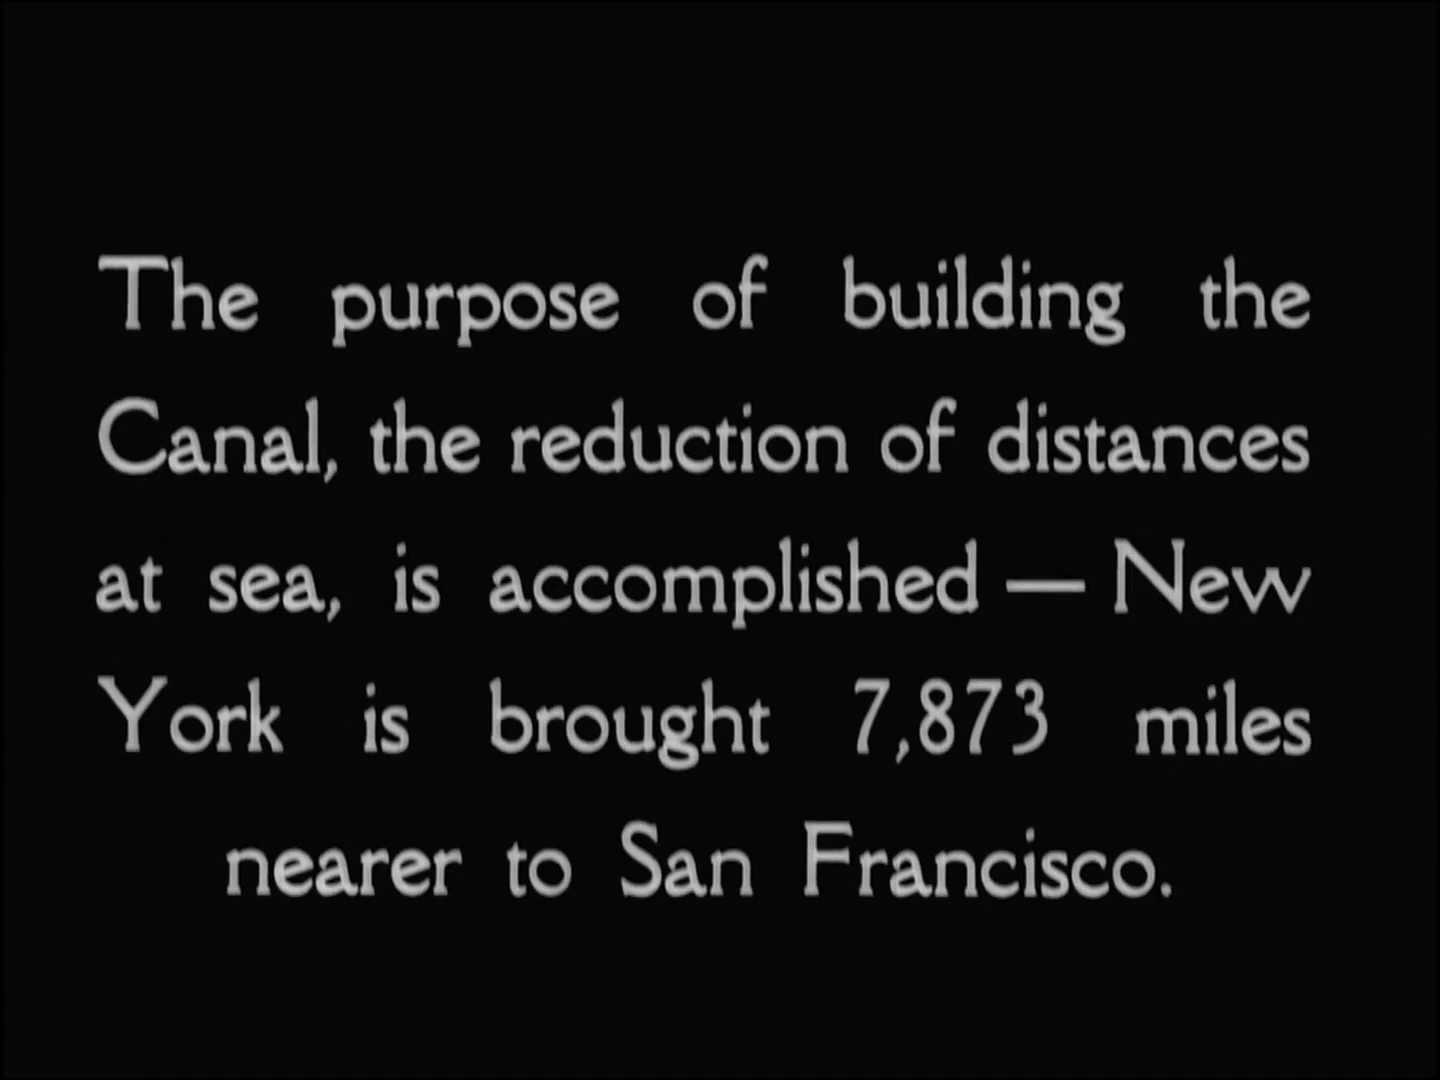 The purpose of building the
Canal, the reduction of distances
at sea, is accomplished — New
York is brought 7,873 miles
nearer to San Francisco.